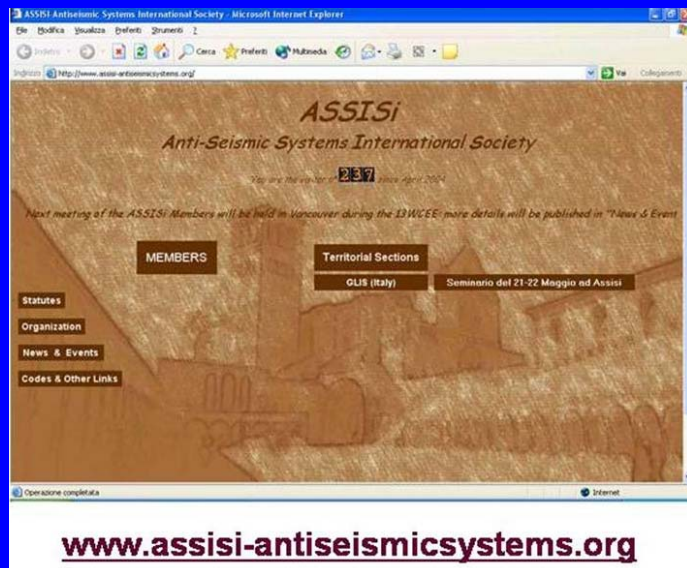 ASSISI-Antiseismic Systems International Society - Microsoft Internet Explorer
File Modifica Visualizza Preferiti Strumenti ?
Indietro Cerca Preferiti Multimedia
Indirizzo http://www.assisi-antiseismicsystems.org/ Vai Collegamenti
ASSISi
Anti-Seismic Systems International Society
You are the visitor n° 237 since April 2004
Next meeting of the ASSISi Members will be held in Vancouver during the 13WCEE: more details will be published in "News & Event
MEMBERS Territorial Sections
GLIS (Italy) Seminario del 21-22 Maggio ad Assisi
Statutes
Organization
News & Events
Codes & Other Links
Operazione completata Internet
www.assisi-antiseismicsystems.org